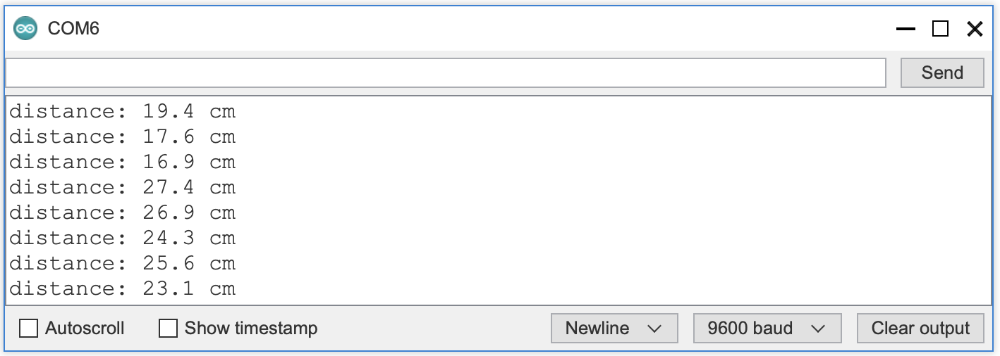 COM6
Send
distance: 19.4 cm
distance: 17.6 cm
distance: 16.9 cm
distance: 27.4 cm
distance: 26.9 cm
distance: 24.3 cm
distance: 25.6 cm
distance: 23.1 cm
Autoscroll Show timestamp Newline 9600 baud Clear output